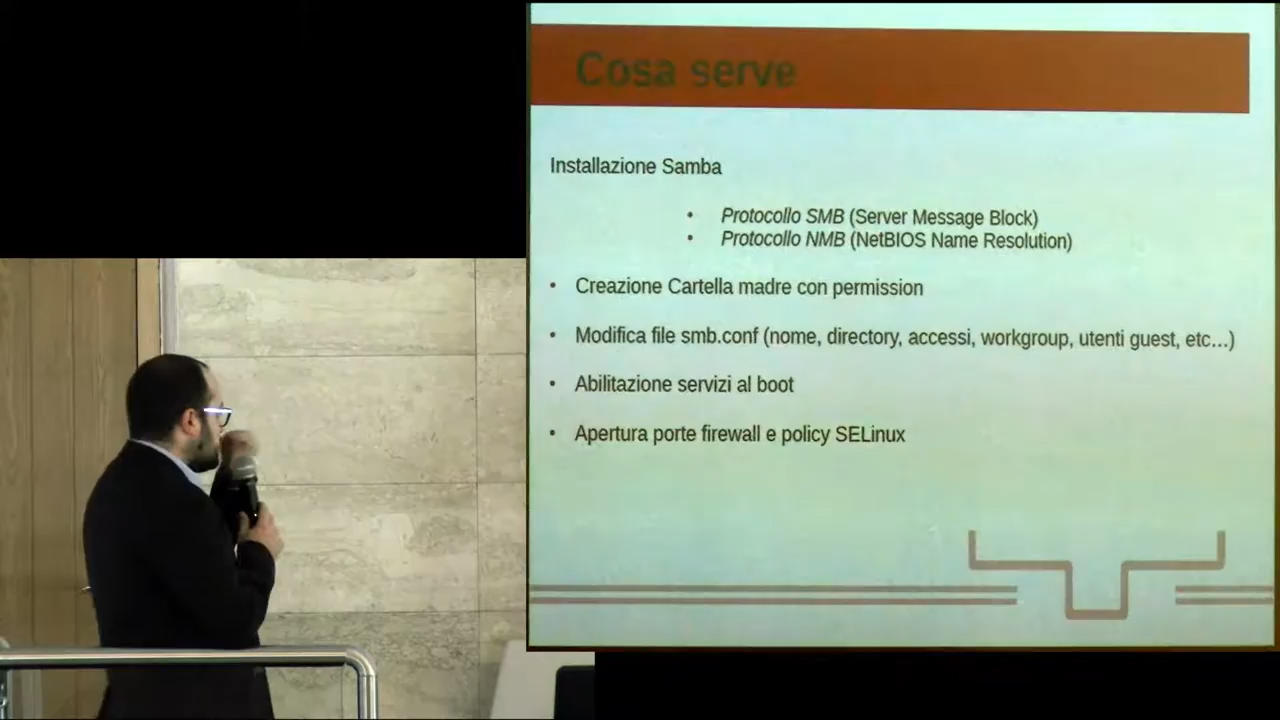 Cosa serve
Installazione Samba
• Protocollo SMB (Server Message Block)
• Protocollo NMB (NetBIOS Name Resolution)
• Creazione Cartella madre con permission
• Modifica file smb.conf (nome, directory, accessi, workgroup, utenti guest, etc...)
• Abilitazione servizi al boot
• Apertura porte firewall e policy SELinux